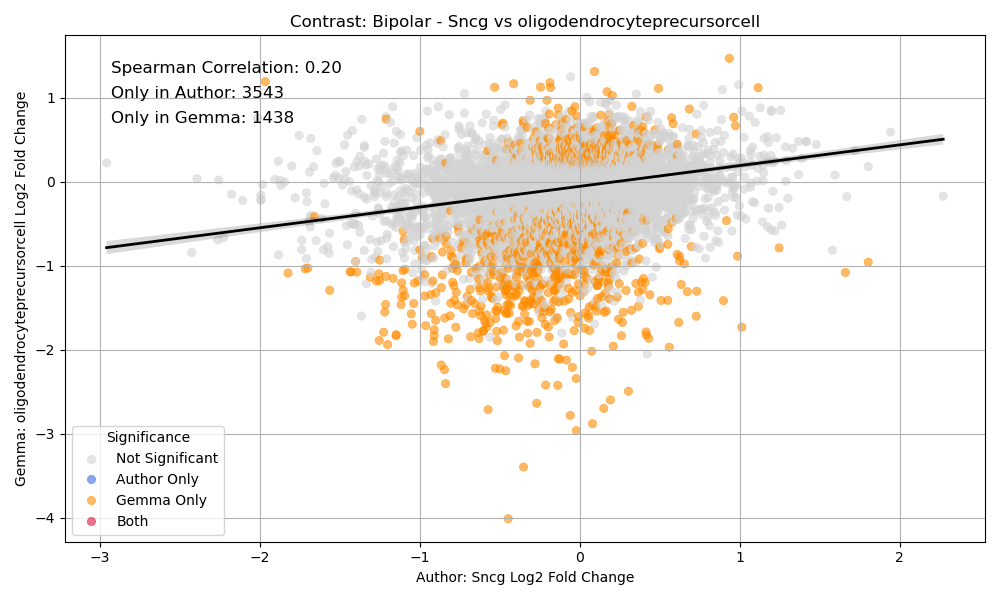 Contrast: Bipolar - Sncg vs oligodendrocyteprecursorcell
Spearman Correlation: 0.20
Only in Author: 3543
Only in Gemma: 1438
Gemma: oligodendrocyteprecursorcell Log2 Fold Change
1
0
−1
−2
−3
−4
Significance
Not Significant
Author Only
Gemma Only
Both
−3
−2
−1
0
1
2
Author: Sncg Log2 Fold Change